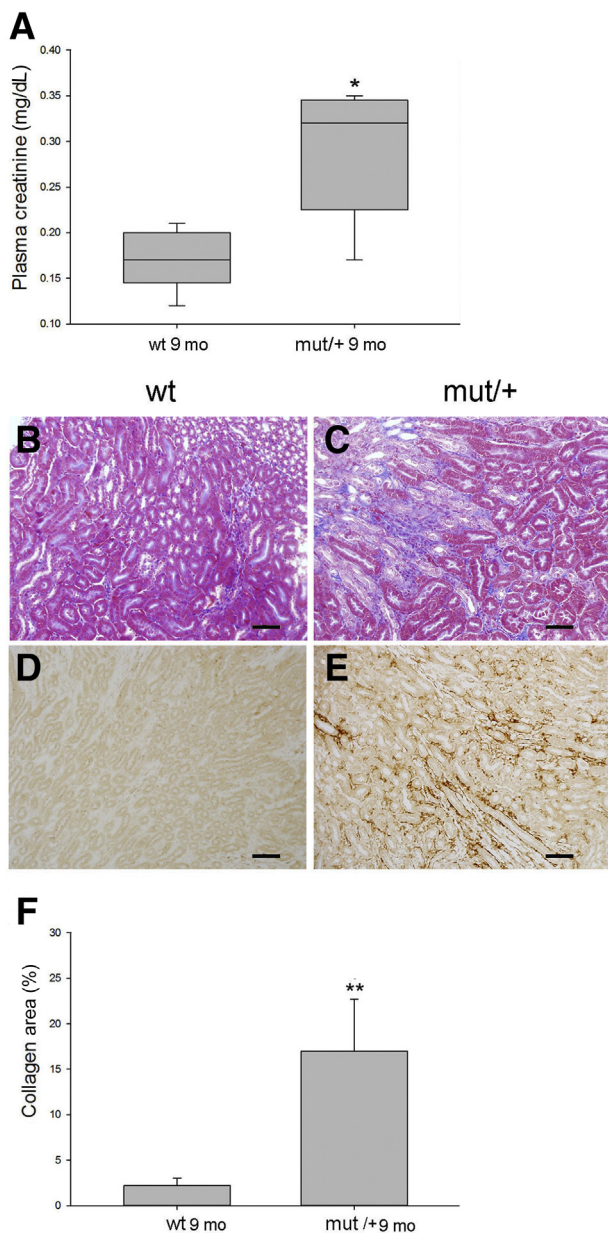 A
Plasma creatinine (mg/dL)
0.40
0.35
0.30
0.25
0.20
0.15
0.10
*
wt 9 mo
mut/+ 9 mo
wt
mut/+
B
C
D
E
F
Collagen area (%)
30
25
20
15
10
5
0
**
wt 9 mo
mut /+ 9 mo